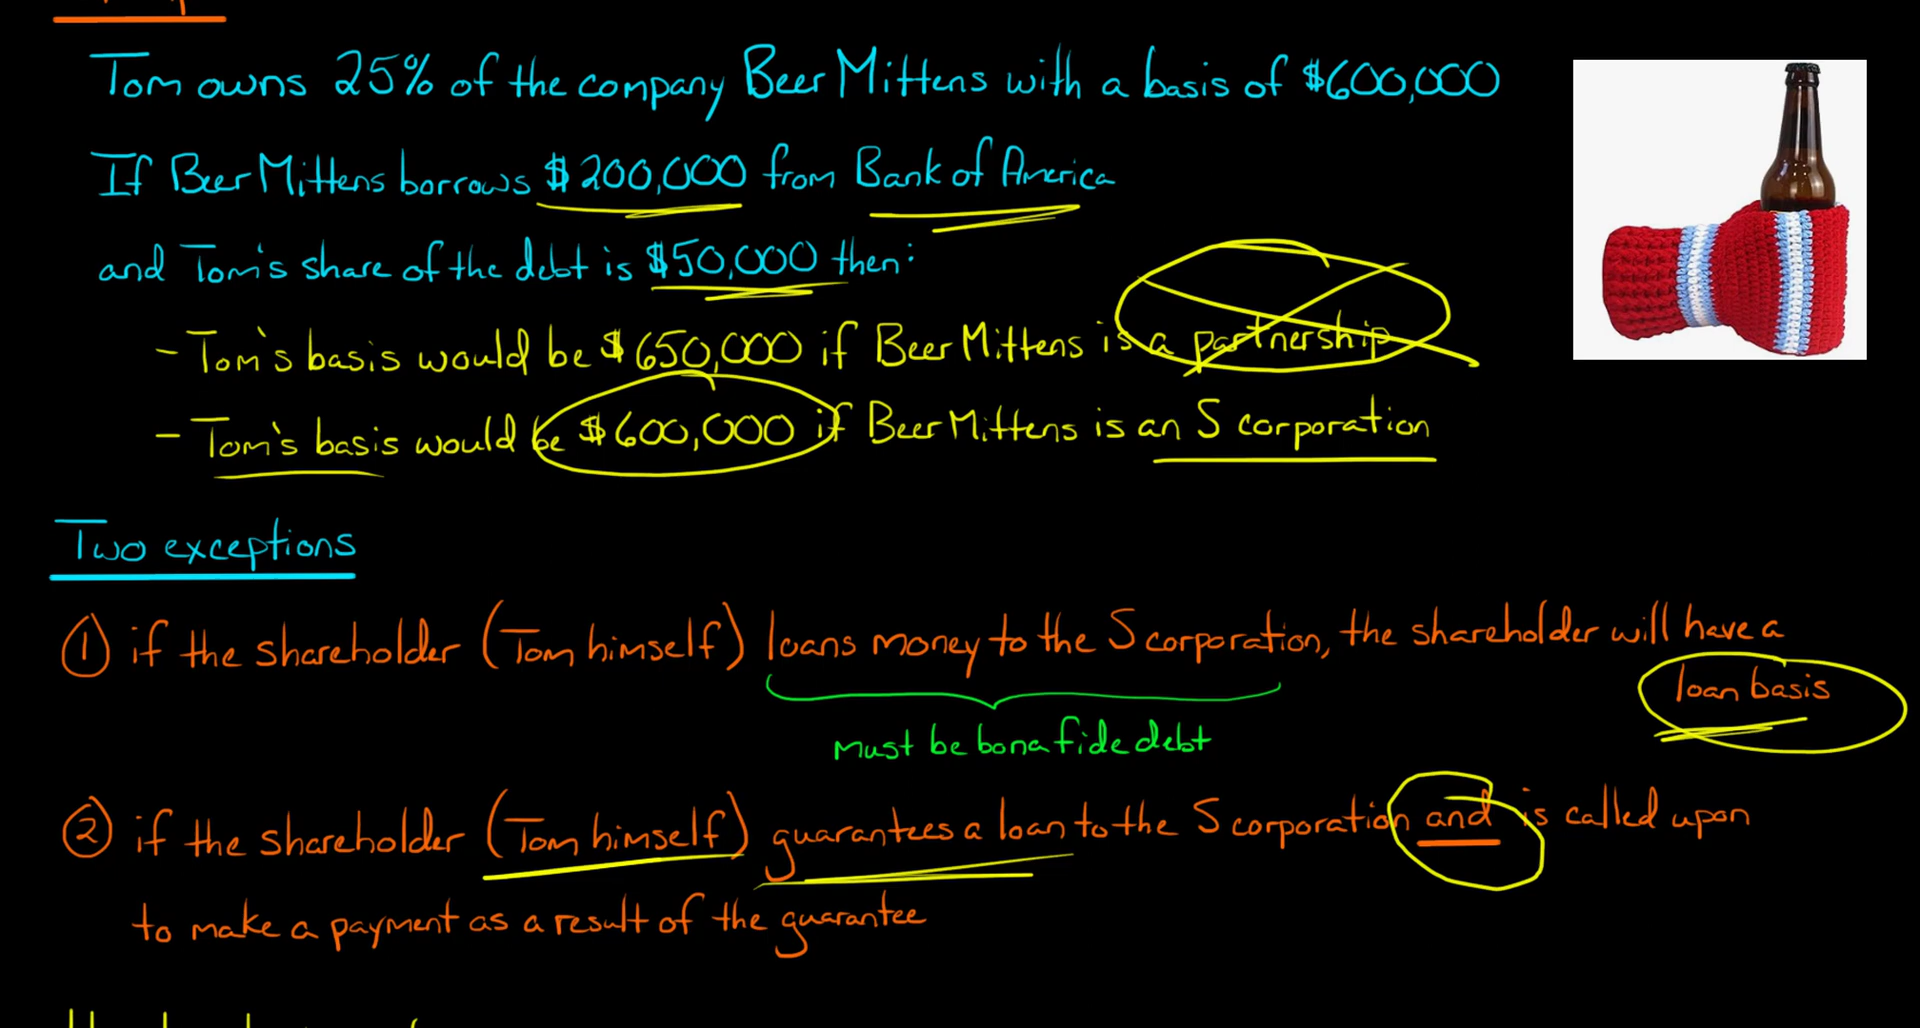 Tom owns 25% of the company Beer Mittens with a basis of $600,000
If Beer Mittens borrows $200,000 from Bank of America
and Tom's share of the debt is $50,000 then:
- Tom's basis would be $650,000 if Beer Mittens is a partnership
- Tom's basis would be $600,000 if Beer Mittens is an S corporation
Two exceptions
① if the shareholder (Tom himself) loans money to the S corporation, the shareholder will have a
loan basis
must be bona fide debt
② if the shareholder (Tom himself) guarantees a loan to the S corporation and is called upon
to make a payment as a result of the guarantee